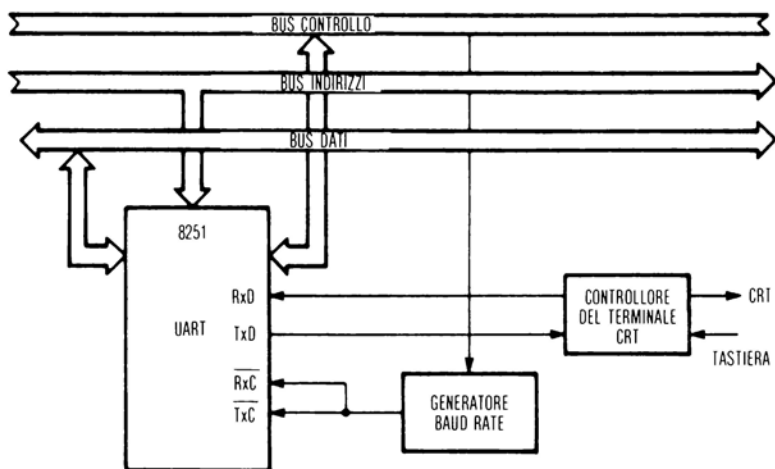 BUS CONTROLLO
BUS INDIRIZZI
BUS DATI
8251
UART
RxD
TxD
RxC
TxC
CONTROLLORE
DEL TERMINALE
CRT
CRT
TASTIERA
GENERATORE
BAUD RATE